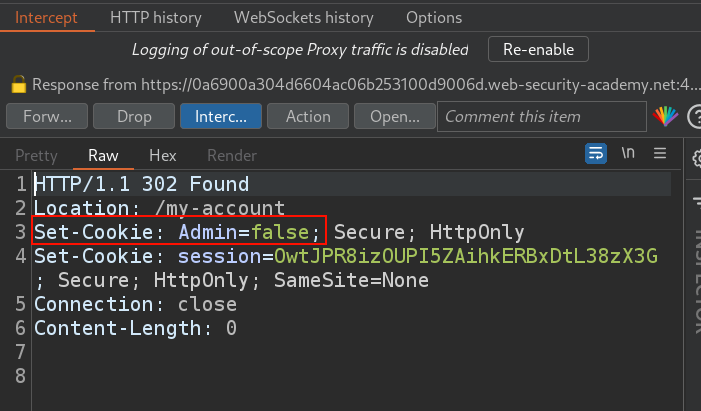 Intercept HTTP history WebSockets history Options
Logging of out-of-scope Proxy traffic is disabled Re-enable
Response from https://0a6900a304d6604ac06b253100d9006d.web-security-academy.net:4...
Forw... Drop Interc... Action Open... Comment this item
Pretty Raw Hex Render \n
1 HTTP/1.1 302 Found
2 Location: /my-account
3 Set-Cookie: Admin=false; Secure; HttpOnly
4 Set-Cookie: session=OwtJPR8izOUPI5ZAihkERBxDtL38zX3G
; Secure; HttpOnly; SameSite=None
5 Connection: close
6 Content-Length: 0
7
8
INSPECTOR